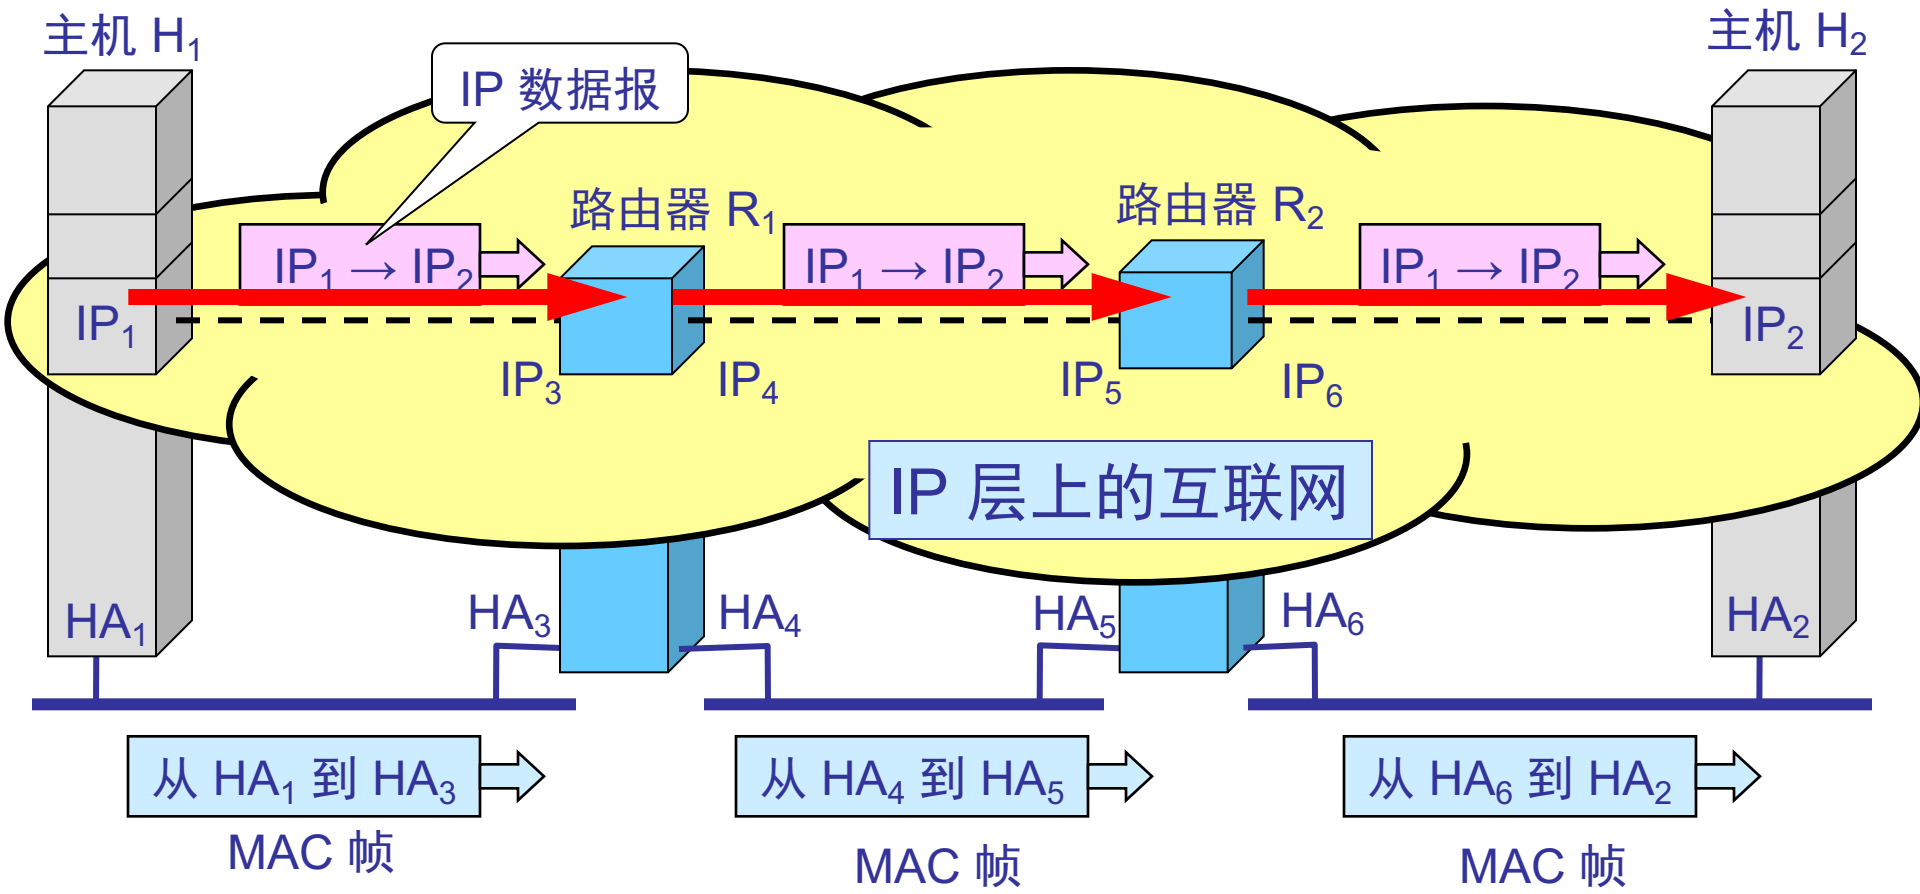 主机 H₁
主机 H₂
IP 数据报
路由器 R₁
路由器 R₂
IP₁ → IP₂
IP₁ → IP₂
IP₁ → IP₂
IP₁
IP₂
IP₃
IP₄
IP₅
IP₆
IP 层上的互联网
HA₁
HA₃
HA₄
HA₅
HA₆
HA₂
从 HA₁ 到 HA₃
从 HA₄ 到 HA₅
从 HA₆ 到 HA₂
MAC 帧
MAC 帧
MAC 帧